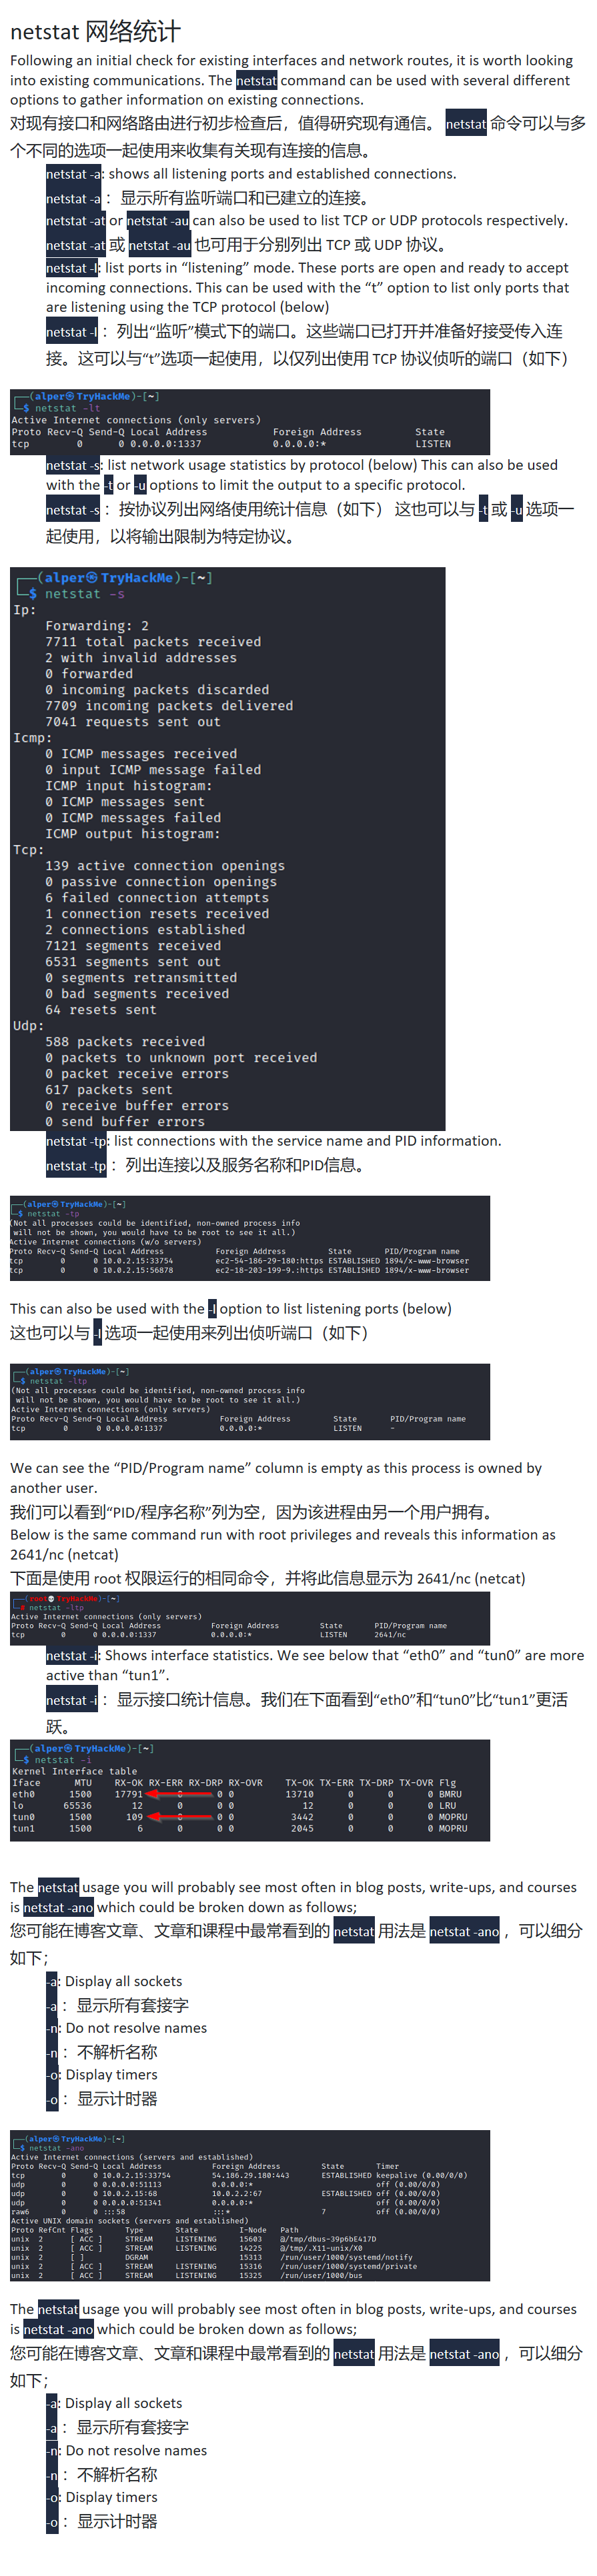 netstat 网络统计
Following an initial check for existing interfaces and network routes, it is worth looking
into existing communications. The netstat command can be used with several different
options to gather information on existing connections.
对现有接口和网络路由进行初步检查后，值得研究现有通信。 netstat 命令可以与多
个不同的选项一起使用来收集有关现有连接的信息。
netstat -a: shows all listening ports and established connections.
netstat -a ：显示所有监听端口和已建立的连接。
netstat -at or netstat -au can also be used to list TCP or UDP protocols respectively.
netstat -at 或 netstat -au 也可用于分别列出 TCP 或 UDP 协议。
netstat -l: list ports in “listening” mode. These ports are open and ready to accept
incoming connections. This can be used with the “t” option to list only ports that
are listening using the TCP protocol (below)
netstat -l ：列出“监听”模式下的端口。这些端口已打开并准备好接受传入连
接。这可以与“t”选项一起使用，以仅列出使用 TCP 协议侦听的端口（如下）
┌──(alper㉿TryHackMe)-[~]
└─$ netstat -lt
Active Internet connections (only servers)
Proto Recv-Q Send-Q Local Address           Foreign Address         State
tcp        0      0 0.0.0.0:1337            0.0.0.0:*               LISTEN
netstat -s: list network usage statistics by protocol (below) This can also be used
with the -t or -u options to limit the output to a specific protocol.
netstat -s ：按协议列出网络使用统计信息（如下） 这也可以与 -t 或 -u 选项一
起使用，以将输出限制为特定协议。
┌──(alper㉿TryHackMe)-[~]
└─$ netstat -s
Ip:
    Forwarding: 2
    7711 total packets received
    2 with invalid addresses
    0 forwarded
    0 incoming packets discarded
    7709 incoming packets delivered
    7041 requests sent out
Icmp:
    0 ICMP messages received
    0 input ICMP message failed
    ICMP input histogram:
    0 ICMP messages sent
    0 ICMP messages failed
    ICMP output histogram:
Tcp:
    139 active connection openings
    0 passive connection openings
    6 failed connection attempts
    1 connection resets received
    2 connections established
    7121 segments received
    6531 segments sent out
    0 segments retransmitted
    0 bad segments received
    64 resets sent
Udp:
    588 packets received
    0 packets to unknown port received
    0 packet receive errors
    617 packets sent
    0 receive buffer errors
    0 send buffer errors
netstat -tp: list connections with the service name and PID information.
netstat -tp ：列出连接以及服务名称和PID信息。
┌──(alper㉿TryHackMe)-[~]
└─$ netstat -tp
(Not all processes could be identified, non-owned process info
 will not be shown, you would have to be root to see it all.)
Active Internet connections (w/o servers)
Proto Recv-Q Send-Q Local Address           Foreign Address         State       PID/Program name
tcp        0      0 10.0.2.15:33754         ec2-54-186-29-180:https ESTABLISHED 1894/x-www-browser
tcp        0      0 10.0.2.15:56878         ec2-18-203-199-9.:https ESTABLISHED 1894/x-www-browser
This can also be used with the -l option to list listening ports (below)
这也可以与 -l 选项一起使用来列出侦听端口（如下）
┌──(alper㉿TryHackMe)-[~]
└─$ netstat -ltp
(Not all processes could be identified, non-owned process info
 will not be shown, you would have to be root to see it all.)
Active Internet connections (only servers)
Proto Recv-Q Send-Q Local Address           Foreign Address         State       PID/Program name
tcp        0      0 0.0.0.0:1337            0.0.0.0:*               LISTEN      -
We can see the “PID/Program name” column is empty as this process is owned by
another user.
我们可以看到“PID/程序名称”列为空，因为该进程由另一个用户拥有。
Below is the same command run with root privileges and reveals this information as
2641/nc (netcat)
下面是使用 root 权限运行的相同命令，并将此信息显示为 2641/nc (netcat)
┌──(root💀TryHackMe)-[~]
└─# netstat -ltp
Active Internet connections (only servers)
Proto Recv-Q Send-Q Local Address           Foreign Address         State       PID/Program name
tcp        0      0 0.0.0.0:1337            0.0.0.0:*               LISTEN      2641/nc
netstat -i: Shows interface statistics. We see below that “eth0” and “tun0” are more
active than “tun1”.
netstat -i ：显示接口统计信息。我们在下面看到“eth0”和“tun0”比“tun1”更活
跃。
┌──(alper㉿TryHackMe)-[~]
└─$ netstat -i
Kernel Interface table
Iface      MTU    RX-OK RX-ERR RX-DRP RX-OVR    TX-OK TX-ERR TX-DRP TX-OVR Flg
eth0      1500    17791      0      0 0         13710      0      0      0 BMRU
lo       65536       12      0      0 0            12      0      0      0 LRU
tun0      1500      109      0      0 0          3442      0      0      0 MOPRU
tun1      1500        6      0      0 0          2045      0      0      0 MOPRU
The netstat usage you will probably see most often in blog posts, write-ups, and courses
is netstat -ano which could be broken down as follows;
您可能在博客文章、文章和课程中最常看到的 netstat 用法是 netstat -ano ，可以细分
如下；
-a: Display all sockets
-a ：显示所有套接字
-n: Do not resolve names
-n ：不解析名称
-o: Display timers
-o ：显示计时器
┌──(alper㉿TryHackMe)-[~]
└─$ netstat -ano
Active Internet connections (servers and established)
Proto Recv-Q Send-Q Local Address           Foreign Address         State       Timer
tcp        0      0 10.0.2.15:33754         54.186.29.180:443       ESTABLISHED keepalive (0.00/0/0)
udp        0      0 0.0.0.0:51113           0.0.0.0:*                           off (0.00/0/0)
udp        0      0 10.0.2.15:68            10.0.2.2:67             ESTABLISHED off (0.00/0/0)
udp        0      0 0.0.0.0:51341           0.0.0.0:*                           off (0.00/0/0)
raw6       0      0 :::58                   :::*                    7           off (0.00/0/0)
Active UNIX domain sockets (servers and established)
Proto RefCnt Flags       Type       State         I-Node   Path
unix  2      [ ACC ]     STREAM     LISTENING     15603    @/tmp/dbus-39p6bE417D
unix  2      [ ACC ]     STREAM     LISTENING     14225    @/tmp/.X11-unix/X0
unix  2      [ ]         DGRAM                    15313    /run/user/1000/systemd/notify
unix  2      [ ACC ]     STREAM     LISTENING     15316    /run/user/1000/systemd/private
unix  2      [ ACC ]     STREAM     LISTENING     15325    /run/user/1000/bus
The netstat usage you will probably see most often in blog posts, write-ups, and courses
is netstat -ano which could be broken down as follows;
您可能在博客文章、文章和课程中最常看到的 netstat 用法是 netstat -ano ，可以细分
如下；
-a: Display all sockets
-a ：显示所有套接字
-n: Do not resolve names
-n ：不解析名称
-o: Display timers
-o ：显示计时器